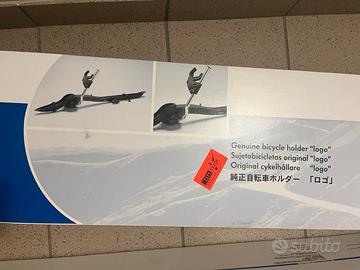 Genuine bicycle holder "logo"
Sujetabicicletas original "logo"
Original cykelhållare "logo"
純正自転車ホルダー 「ロゴ」
subito